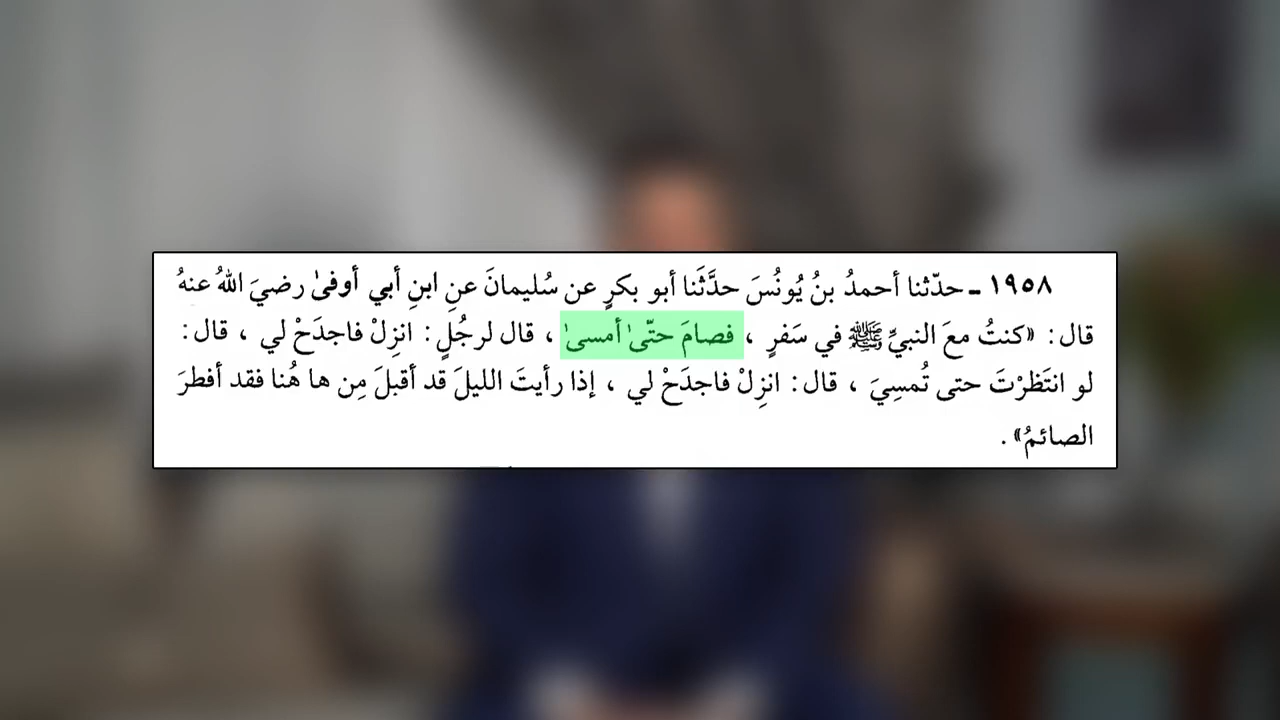 ١٩٥٨ ـ حدّثنا أحمدُ بنُ يُونُسَ حدَّثَنا أبو بكرٍ عن سُليمانَ عنِ ابنِ أبي أوفىٰ رضيَ اللهُ عنهُ
قال: «كنتُ معَ النبيِّ ﷺ في سَفرٍ ، فصامَ حتّىٰ أمسىٰ ، قال لرجُلٍ: انزِلْ فاجدَحْ لي ، قال:
لو انتَظرْتَ حتى تُمسِيَ ، قال: انزِلْ فاجدَحْ لي ، إذا رأيتَ الليلَ قد أقبلَ مِن ها هُنا فقد أفطرَ
الصائمُ» .